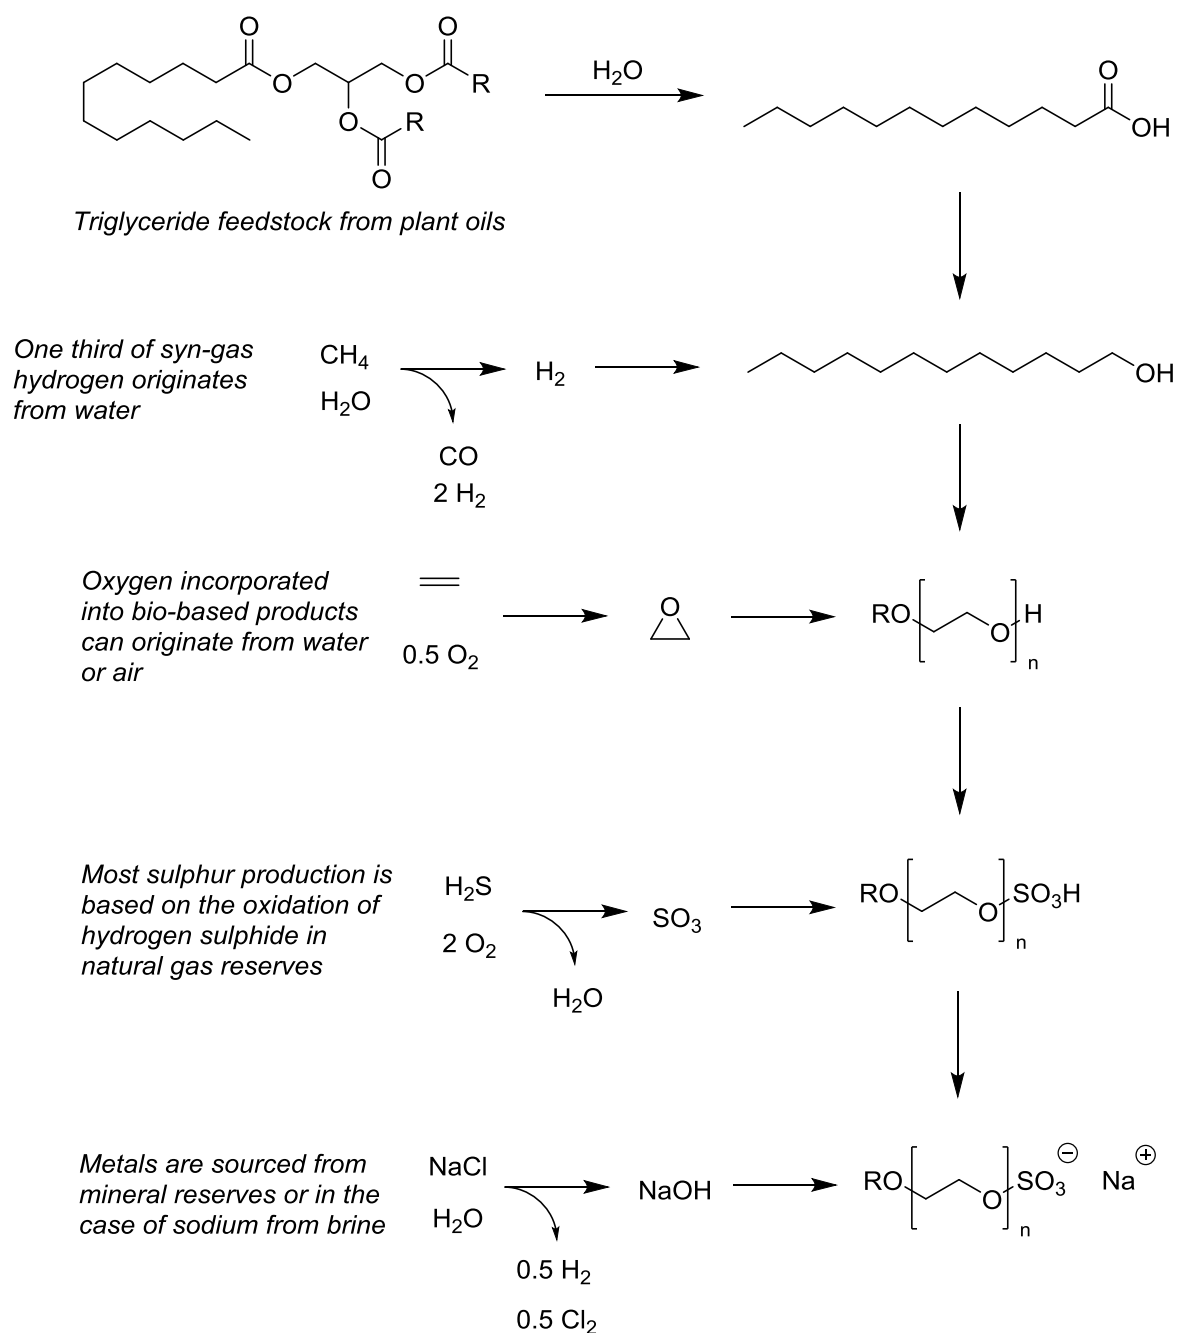 O
O
H₂O
O
O
O
R
O
R
OH
O
Triglyceride feedstock from plant oils
One third of syn-gas
hydrogen originates
from water
CH₄
H₂O
H₂
OH
CO
2 H₂
Oxygen incorporated
into bio-based products
can originate from water
or air
0.5 O₂
O
RO
O
H
n
Most sulphur production is
based on the oxidation of
hydrogen sulphide in
natural gas reserves
H₂S
2 O₂
SO₃
RO
O
SO₃H
n
H₂O
Metals are sourced from
mineral reserves or in the
case of sodium from brine
NaCl
H₂O
NaOH
RO
O
SO₃ ⊖
Na ⊕
n
0.5 H₂
0.5 Cl₂